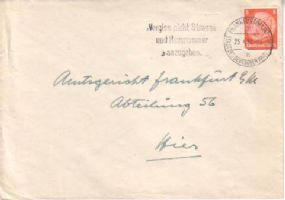 Vergiss nicht Strasse
und Hausnummer
anzugeben.
Amtsgericht Frankfurt
Abteilung 56
Hier